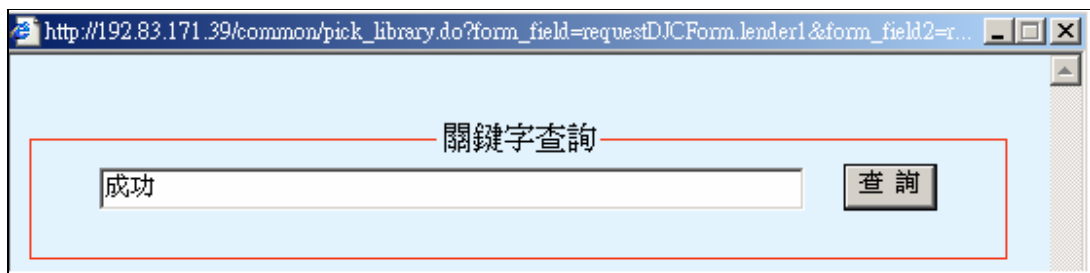 http://192.83.171.39/common/pick_library.do?form_field=requestDJCForm.lender1&form_field2=r...
關鍵字查詢
成功
查 詢